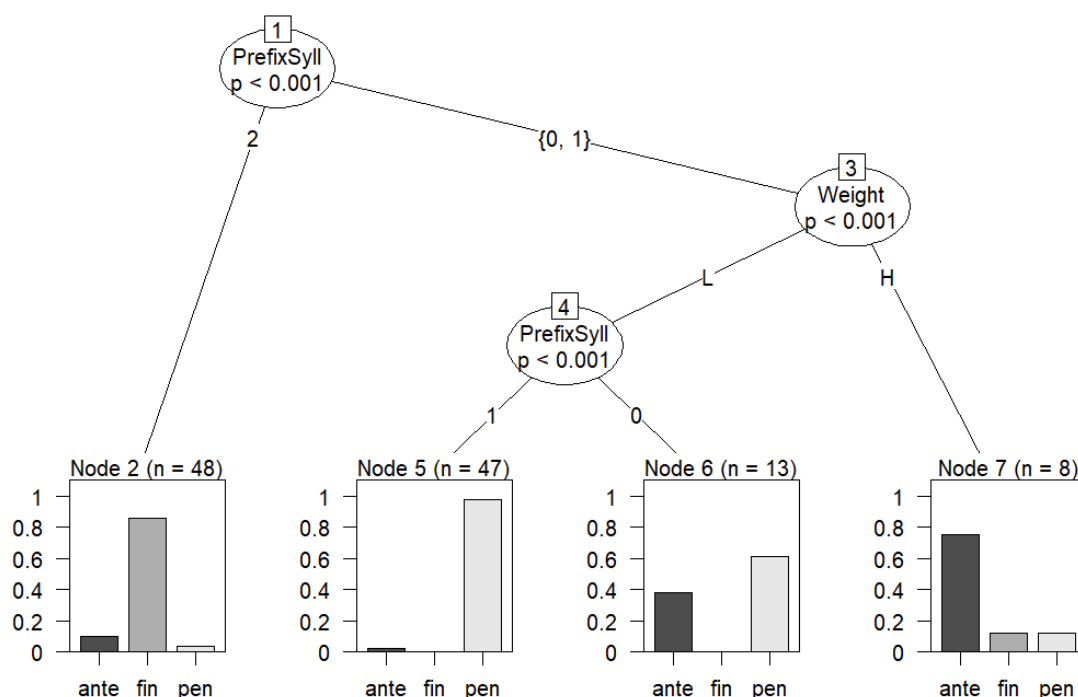 1
PrefixSyll
p < 0.001
2
{0, 1}
3
Weight
p < 0.001
L
H
4
PrefixSyll
p < 0.001
1
0
Node 2 (n = 48)
1
0.8
0.6
0.4
0.2
0
ante fin pen
Node 5 (n = 47)
1
0.8
0.6
0.4
0.2
0
ante fin pen
Node 6 (n = 13)
1
0.8
0.6
0.4
0.2
0
ante fin pen
Node 7 (n = 8)
1
0.8
0.6
0.4
0.2
0
ante fin pen